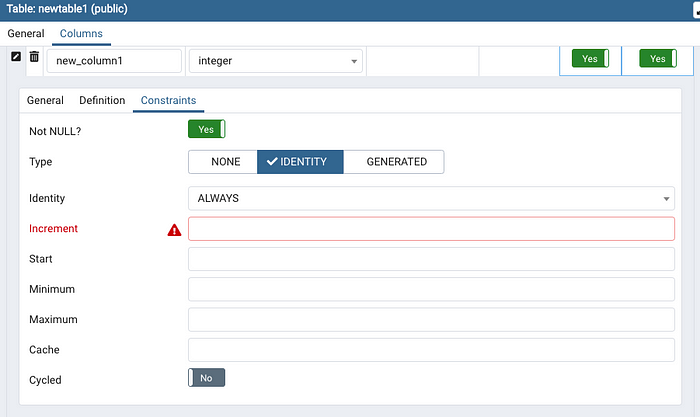 Table: newtable1 (public)
General Columns
new_column1 integer Yes Yes
General Definition Constraints
Not NULL? Yes
Type NONE IDENTITY GENERATED
Identity ALWAYS
Increment
Start
Minimum
Maximum
Cache
Cycled No